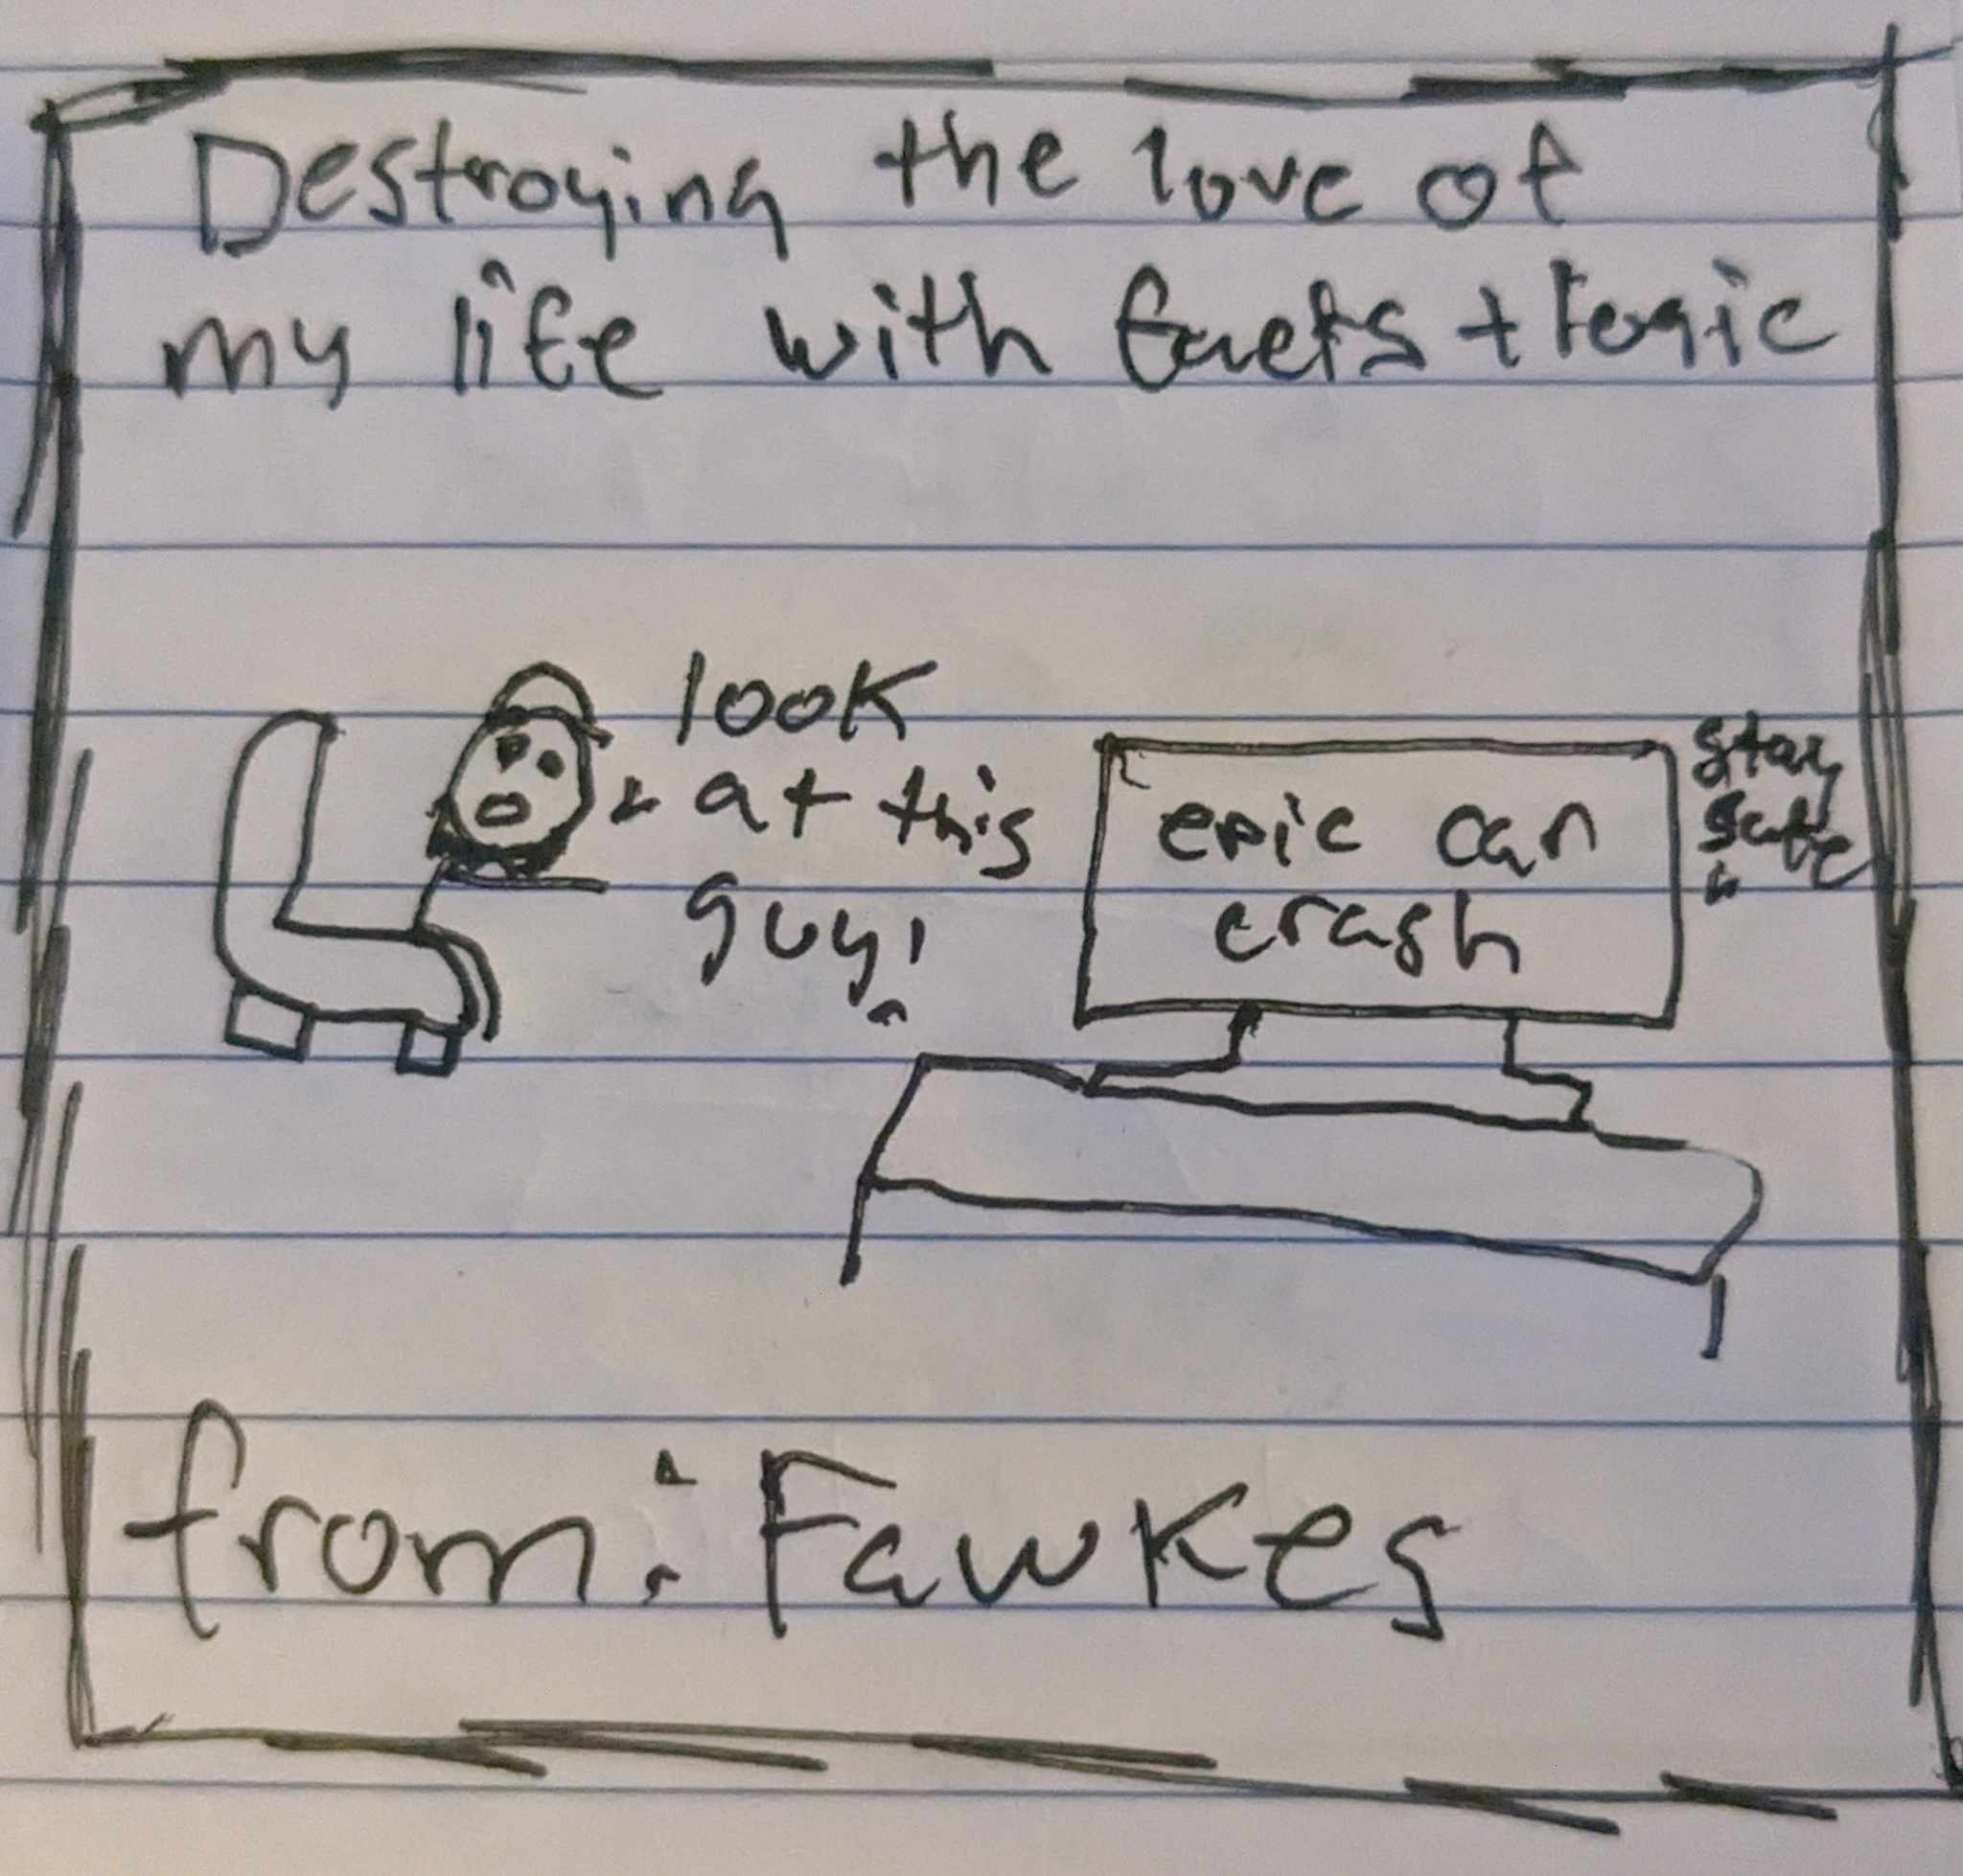 Destroying the love of
my life with facts + logic
look
at this
guy!
epic car
crash
stay
safe
from: Fawkes